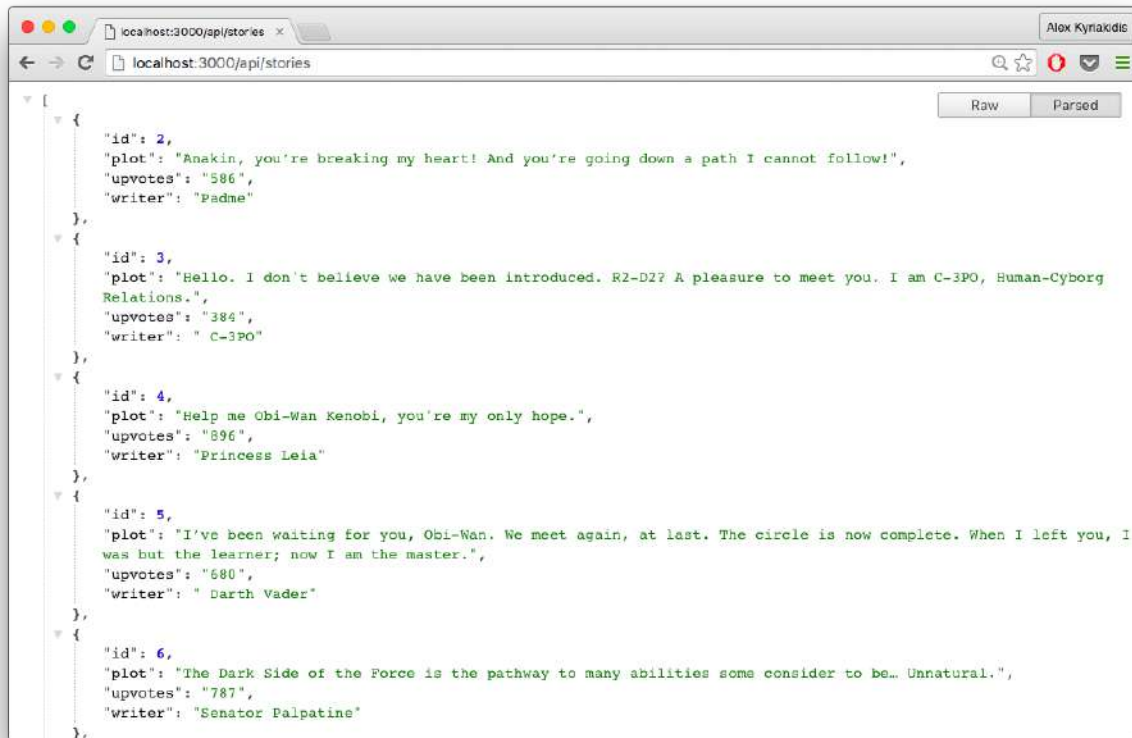 localhost:3000/api/stories
Alex Kyriakidis
localhost:3000/api/stories
Raw Parsed
[
{
"id": 2,
"plot": "Anakin, you're breaking my heart! And you're going down a path I cannot follow!",
"upvotes": "586",
"writer": "Padme"
},
{
"id": 3,
"plot": "Hello. I don't believe we have been introduced. R2-D2? A pleasure to meet you. I am C-3PO, Human-Cyborg
Relations.",
"upvotes": "384",
"writer": " C-3PO"
},
{
"id": 4,
"plot": "Help me Obi-Wan Kenobi, you're my only hope.",
"upvotes": "896",
"writer": "Princess Leia"
},
{
"id": 5,
"plot": "I've been waiting for you, Obi-Wan. We meet again, at last. The circle is now complete. When I left you, I
was but the learner; now I am the master.",
"upvotes": "680",
"writer": " Darth Vader"
},
{
"id": 6,
"plot": "The Dark Side of the Force is the pathway to many abilities some consider to be… Unnatural.",
"upvotes": "787",
"writer": "Senator Palpatine"
},